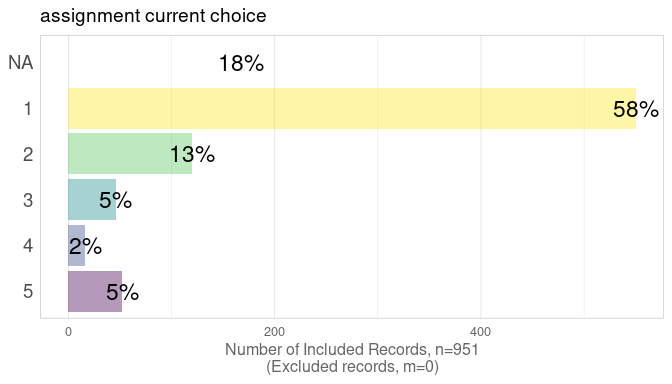 assignment current choice
NA 18%
1 58%
2 13%
3 5%
4 2%
5 5%
0 200 400
Number of Included Records, n=951
(Excluded records, m=0)